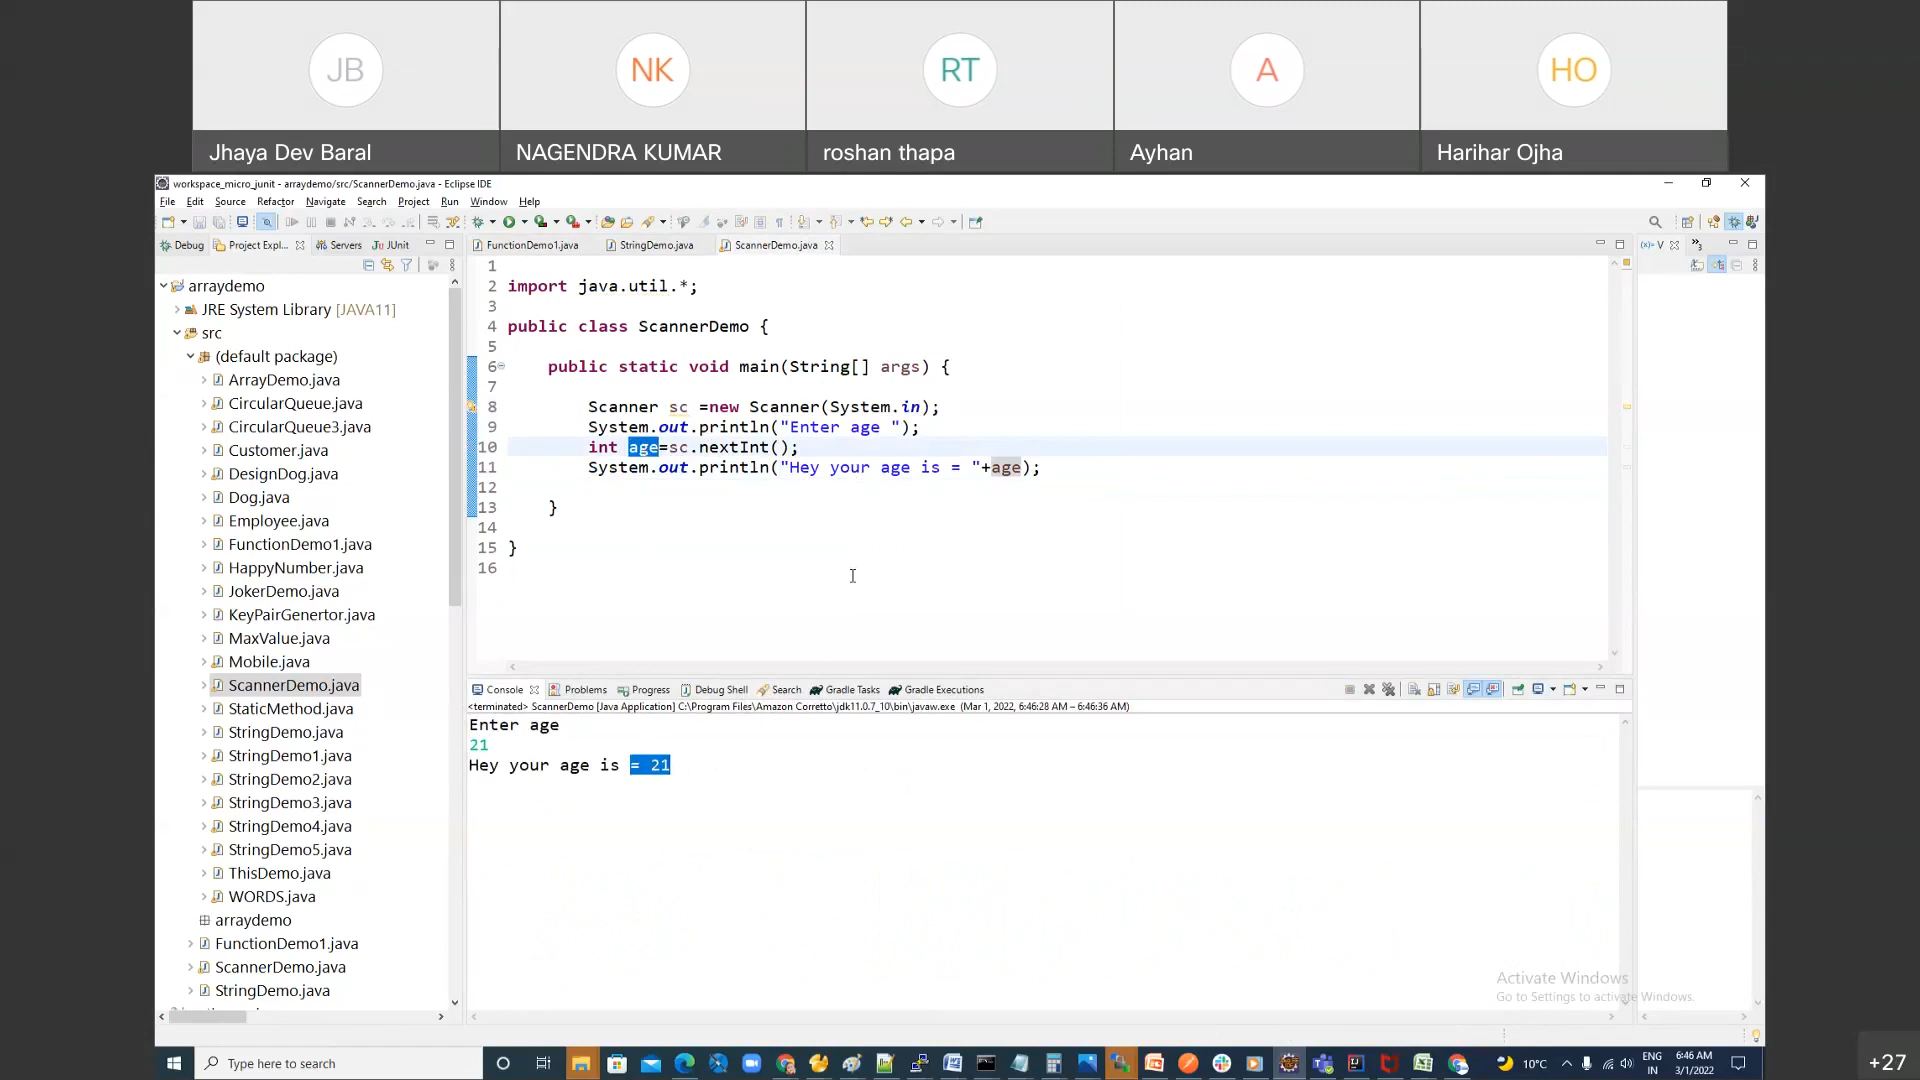 JB
NK
RT
A
HO
Jhaya Dev Baral
NAGENDRA KUMAR
roshan thapa
Ayhan
Harihar Ojha
workspace_micro_junit - arraydemo/src/ScannerDemo.java - Eclipse IDE
File Edit Source Refactor Navigate Search Project Run Window Help
Debug Project Expl... Servers JUnit
FunctionDemo1.java StringDemo.java ScannerDemo.java
(x)= V
arraydemo
JRE System Library [JAVA11]
src
(default package)
ArrayDemo.java
CircularQueue.java
CircularQueue3.java
Customer.java
DesignDog.java
Dog.java
Employee.java
FunctionDemo1.java
HappyNumber.java
JokerDemo.java
KeyPairGenertor.java
MaxValue.java
Mobile.java
ScannerDemo.java
StaticMethod.java
StringDemo.java
StringDemo1.java
StringDemo2.java
StringDemo3.java
StringDemo4.java
StringDemo5.java
ThisDemo.java
WORDS.java
arraydemo
FunctionDemo1.java
ScannerDemo.java
StringDemo.java
1
2 import java.util.*;
3
4 public class ScannerDemo {
5
6 public static void main(String[] args) {
7
8 Scanner sc =new Scanner(System.in);
9 System.out.println("Enter age ");
10 int age=sc.nextInt();
11 System.out.println("Hey your age is = "+age);
12
13 }
14
15 }
16
Console Problems Progress Debug Shell Search Gradle Tasks Gradle Executions
<terminated> ScannerDemo [Java Application] C:\Program Files\Amazon Corretto\jdk11.0.7_10\bin\javaw.exe (Mar 1, 2022, 6:46:28 AM – 6:46:36 AM)
Enter age
21
Hey your age is = 21
Activate Windows
Go to Settings to activate Windows.
Type here to search
10°C
ENG
IN
6:46 AM
3/1/2022
+27